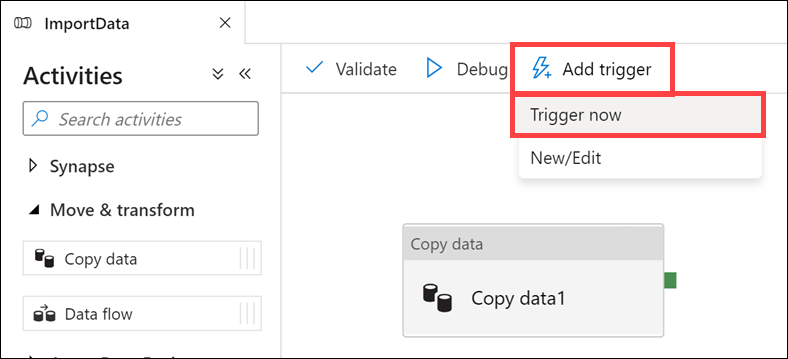 ImportData
Activities
Search activities
Synapse
Move & transform
Copy data
Data flow
Validate
Debug
Add trigger
Trigger now
New/Edit
Copy data
Copy data1